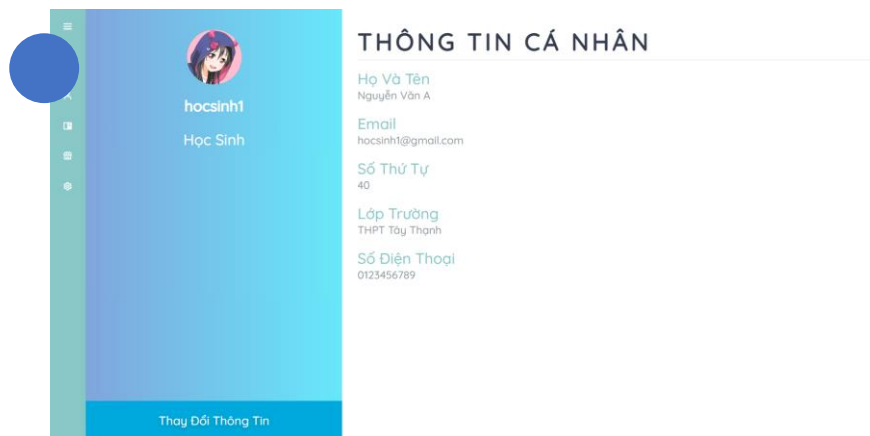 hocsinh1
Học Sinh
Thay Đổi Thông Tin
THÔNG TIN CÁ NHÂN
Họ Và Tên
Nguyễn Văn A
Email
hocsinh1@gmail.com
Số Thứ Tự
40
Lớp Trường
THPT Tây Thạnh
Số Điện Thoại
0123456789